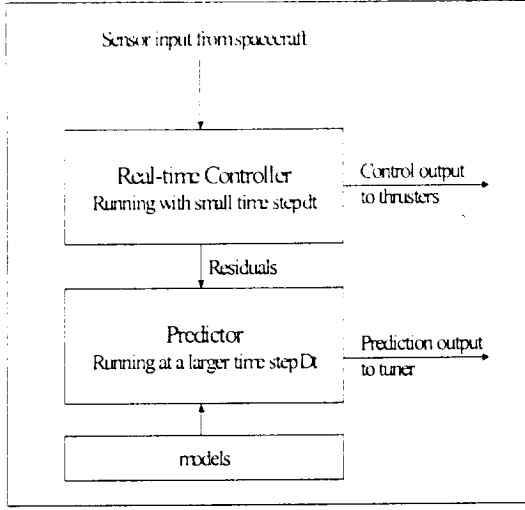 Sensor input from spacecraft
Real-time Controller
Running with small time step dt
Control output
to thrusters
Residuals
Predictor
Running at a larger time step Dt
Prediction output
to tuner
models